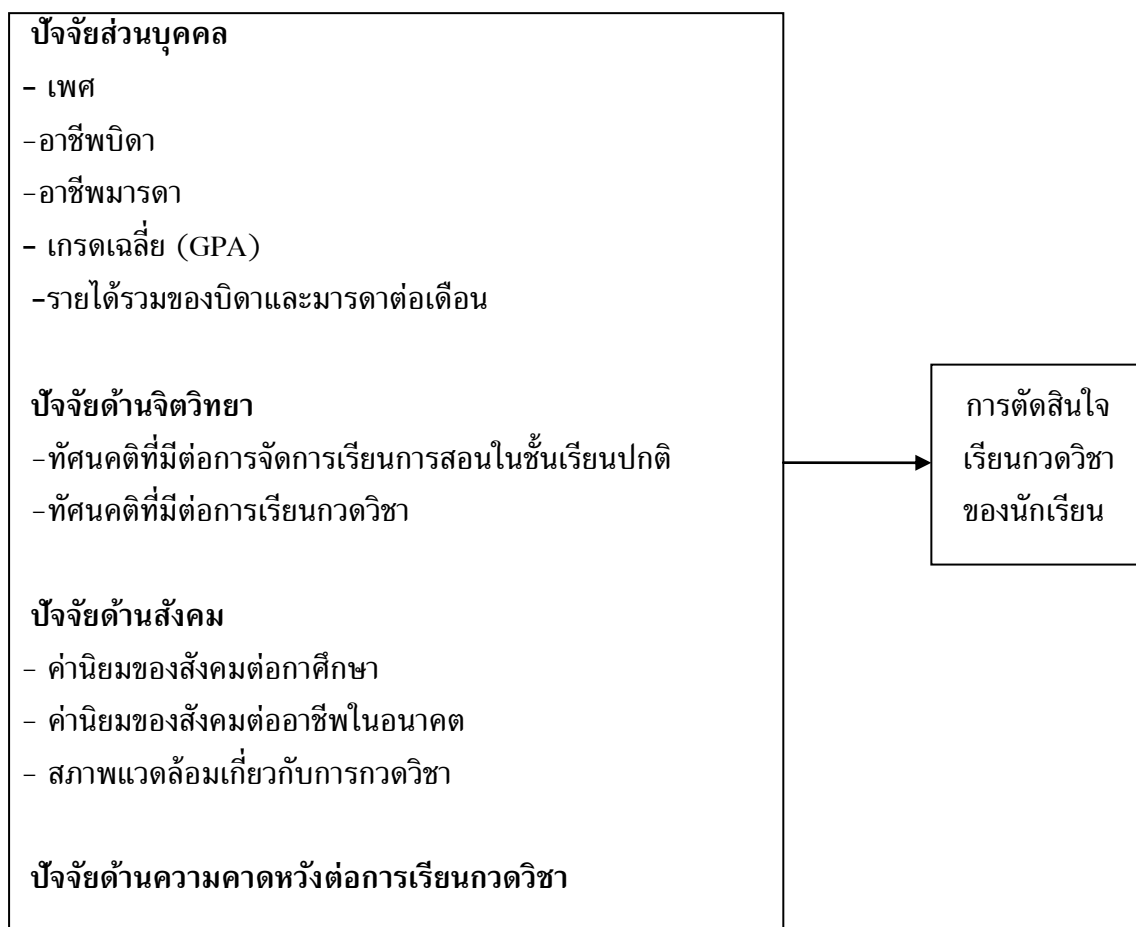 ปัจจัยส่วนบุคคล
- เพศ
-อาชีพบิดา
-อาชีพมารดา
- เกรดเฉลี่ย (GPA)
-รายได้รวมของบิดาและมารดาต่อเดือน
ปัจจัยด้านจิตวิทยา
-ทัศนคติที่มีต่อการจัดการเรียนการสอนในชั้นเรียนปกติ
-ทัศนคติที่มีต่อการเรียนกวดวิชา
ปัจจัยด้านสังคม
- ค่านิยมของสังคมต่อกาศึกษา
- ค่านิยมของสังคมต่ออาชีพในอนาคต
- สภาพแวดล้อมเกี่ยวกับการกวดวิชา
ปัจจัยด้านความคาดหวังต่อการเรียนกวดวิชา
การตัดสินใจ
เรียนกวดวิชา
ของนักเรียน